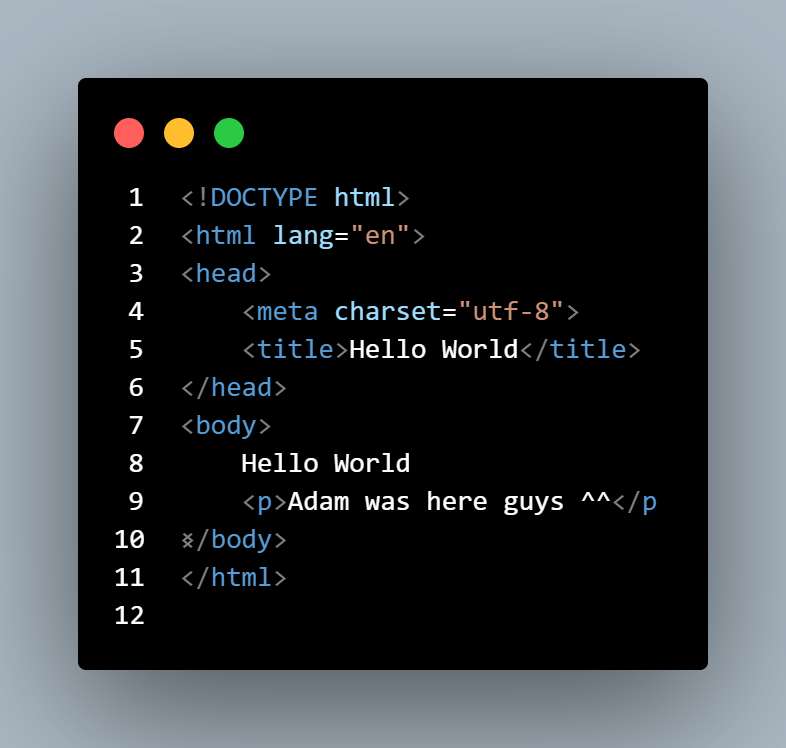 1 <!DOCTYPE html>
2 <html lang="en">
3 <head>
4     <meta charset="utf-8">
5     <title>Hello World</title>
6 </head>
7 <body>
8     Hello World
9     <p>Adam was here guys ^^</p
10 ></body>
11 </html>
12